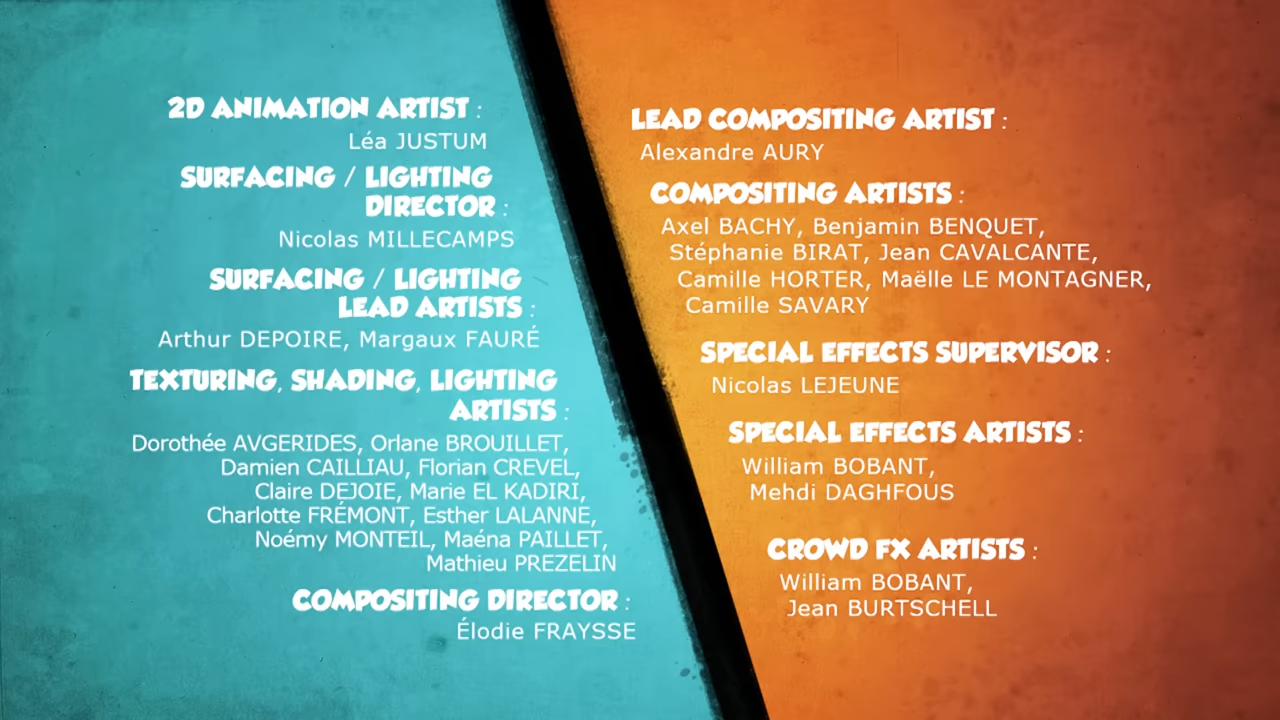 2D ANIMATION ARTIST :
Léa JUSTUM
SURFACING / LIGHTING
DIRECTOR :
Nicolas MILLECAMPS
SURFACING / LIGHTING
LEAD ARTISTS :
Arthur DEPOIRE, Margaux FAURÉ
TEXTURING, SHADING, LIGHTING
ARTISTS :
Dorothée AVGERIDES, Orlane BROUILLET,
Damien CAILLIAU, Florian CREVEL,
Claire DEJOIE, Marie EL KADIRI,
Charlotte FRÉMONT, Esther LALANNE,
Noémy MONTEIL, Maéna PAILLET,
Mathieu PREZELIN
COMPOSITING DIRECTOR :
Élodie FRAYSSE
LEAD COMPOSITING ARTIST :
Alexandre AURY
COMPOSITING ARTISTS :
Axel BACHY, Benjamin BENQUET,
Stéphanie BIRAT, Jean CAVALCANTE,
Camille HORTER, Maëlle LE MONTAGNER,
Camille SAVARY
SPECIAL EFFECTS SUPERVISOR :
Nicolas LEJEUNE
SPECIAL EFFECTS ARTISTS :
William BOBANT,
Mehdi DAGHFOUS
CROWD FX ARTISTS :
William BOBANT,
Jean BURTSCHELL